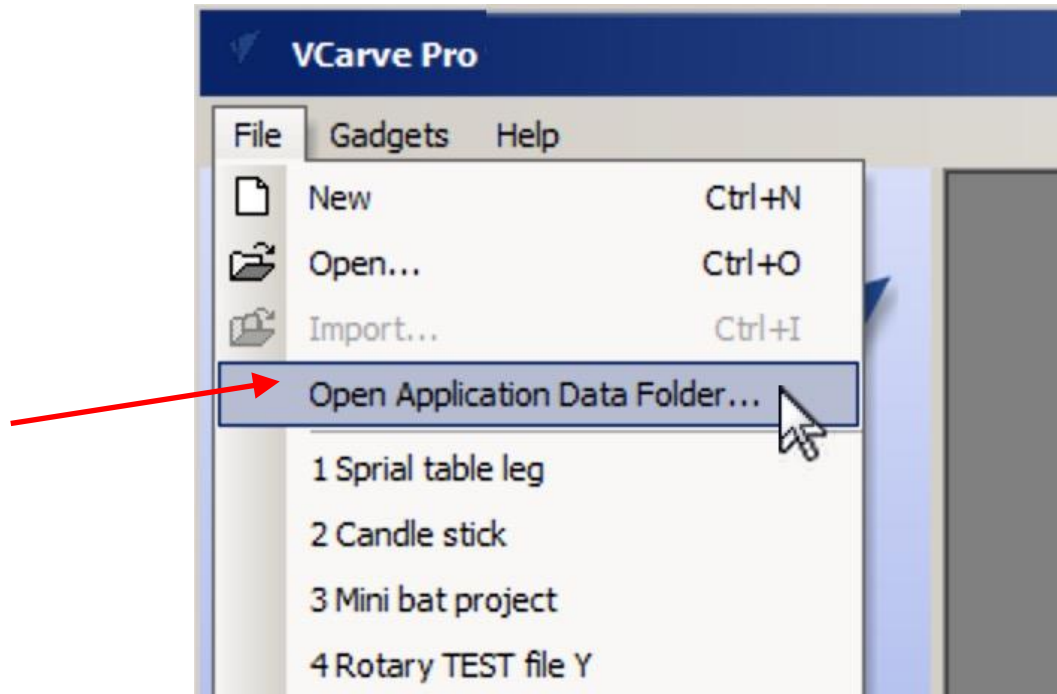 VCarve Pro
File Gadgets Help
New Ctrl+N
Open... Ctrl+O
Import... Ctrl+I
Open Application Data Folder...
1 Sprial table leg
2 Candle stick
3 Mini bat project
4 Rotary TEST file Y